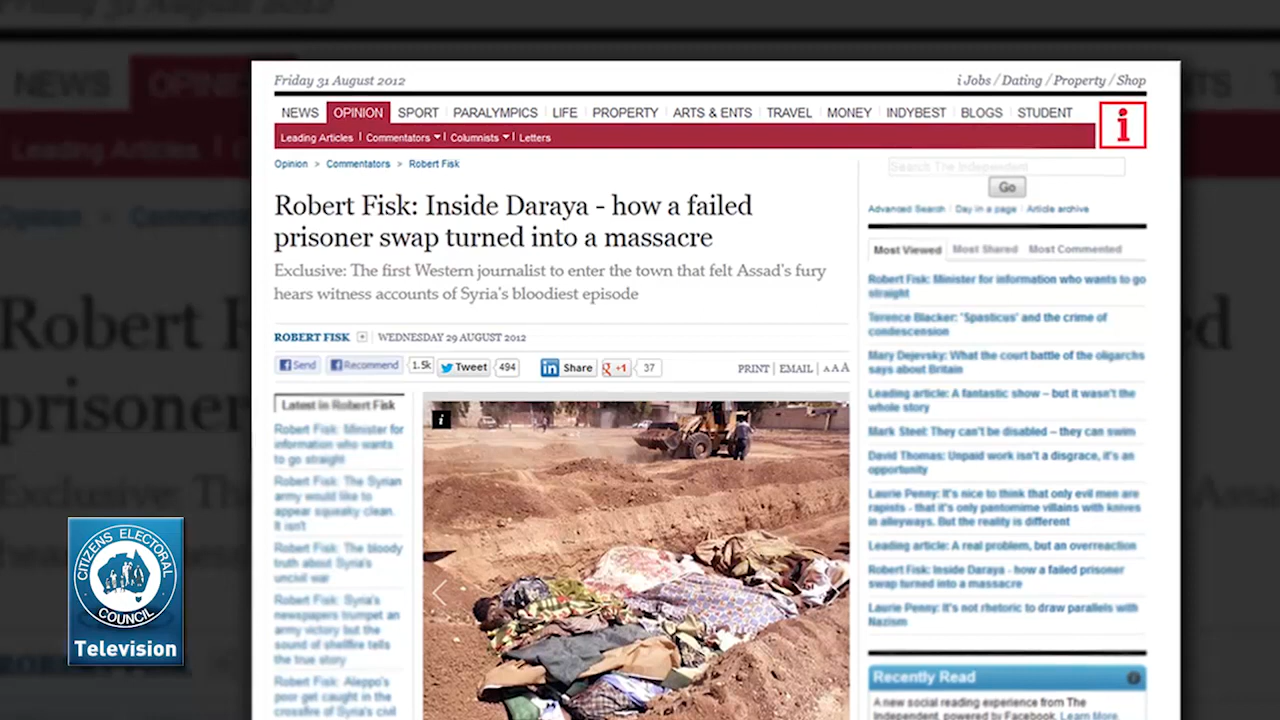 Friday 31 August 2012
i Jobs / Dating / Property / Shop
NEWS OPINION SPORT PARALYMPICS LIFE PROPERTY ARTS & ENTS TRAVEL MONEY INDYBEST BLOGS STUDENT
i
Leading Articles Commentators Columnists Letters
Opinion > Commentators > Robert Fisk
Search The Independent
Go
Advanced Search Day in a page Article archive
Robert Fisk: Inside Daraya - how a failed
prisoner swap turned into a massacre
Exclusive: The first Western journalist to enter the town that felt Assad's fury
hears witness accounts of Syria's bloodiest episode
ROBERT FISK WEDNESDAY 29 AUGUST 2012
Send Recommend 1.5k Tweet 494 in Share g +1 37 PRINT EMAIL A A A
Latest in Robert Fisk
Robert Fisk: Minister for
information who wants
to go straight
Robert Fisk: The Syrian
army would like to
appear squeaky clean.
It isn't
Robert Fisk: The bloody
truth about Syria's
uncivil war
Robert Fisk: Syria's
newspapers trumpet an
army victory but the
sound of shellfire tells
the true story
Robert Fisk: Aleppo's
poor get caught in the
crossfire of Syria's civil
i
Most Viewed Most Shared Most Commented
Robert Fisk: Minister for information who wants to go
straight
Terence Blacker: 'Spasticus' and the crime of
condescension
Mary Dejevsky: What the court battle of the oligarchs
says about Britain
Leading article: A fantastic show – but it wasn't the
whole story
Mark Steel: They can't be disabled – they can swim
David Thomas: Unpaid work isn't a disgrace, it's an
opportunity
Laurie Penny: It's nice to think that only evil men are
rapists - that it's only pantomime villains with knives
in alleyways. But the reality is different
Leading article: A real problem, but an overreaction
Robert Fisk: Inside Daraya - how a failed prisoner
swap turned into a massacre
Laurie Penny: It's not rhetoric to draw parallels with
Nazism
Recently Read
A new social reading experience from The
Independent, powered by Facebook. Learn More
CITIZENS ELECTORAL
COUNCIL
Television